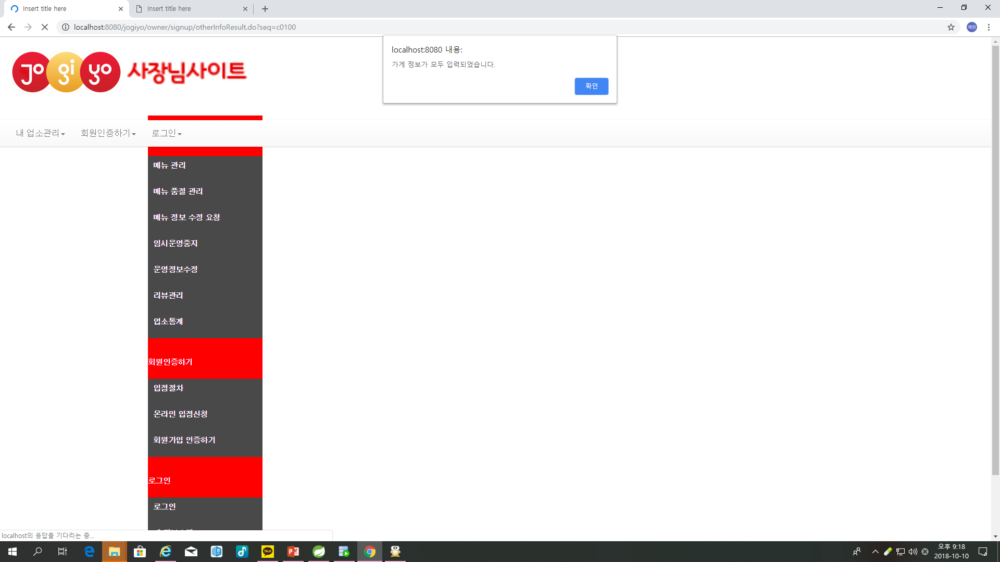 Insert title here
Insert title here
localhost:8080/jogiyo/owner/signup/otherInfoResult.do?seq=c0100
혜원
localhost:8080 내용:
가게 정보가 모두 입력되었습니다.
확인
Jo gi yo 사장님사이트
내 업소관리 회원인증하기 로그인
메뉴 관리
메뉴 품절 관리
메뉴 정보 수정 요청
임시운영중지
운영정보수정
리뷰관리
업소통계
회원인증하기
입점절차
온라인 입점신청
회원가입 인증하기
로그인
로그인
localhost의 응답을 기다리는 중...
TALK
오후 9:18
2018-10-10